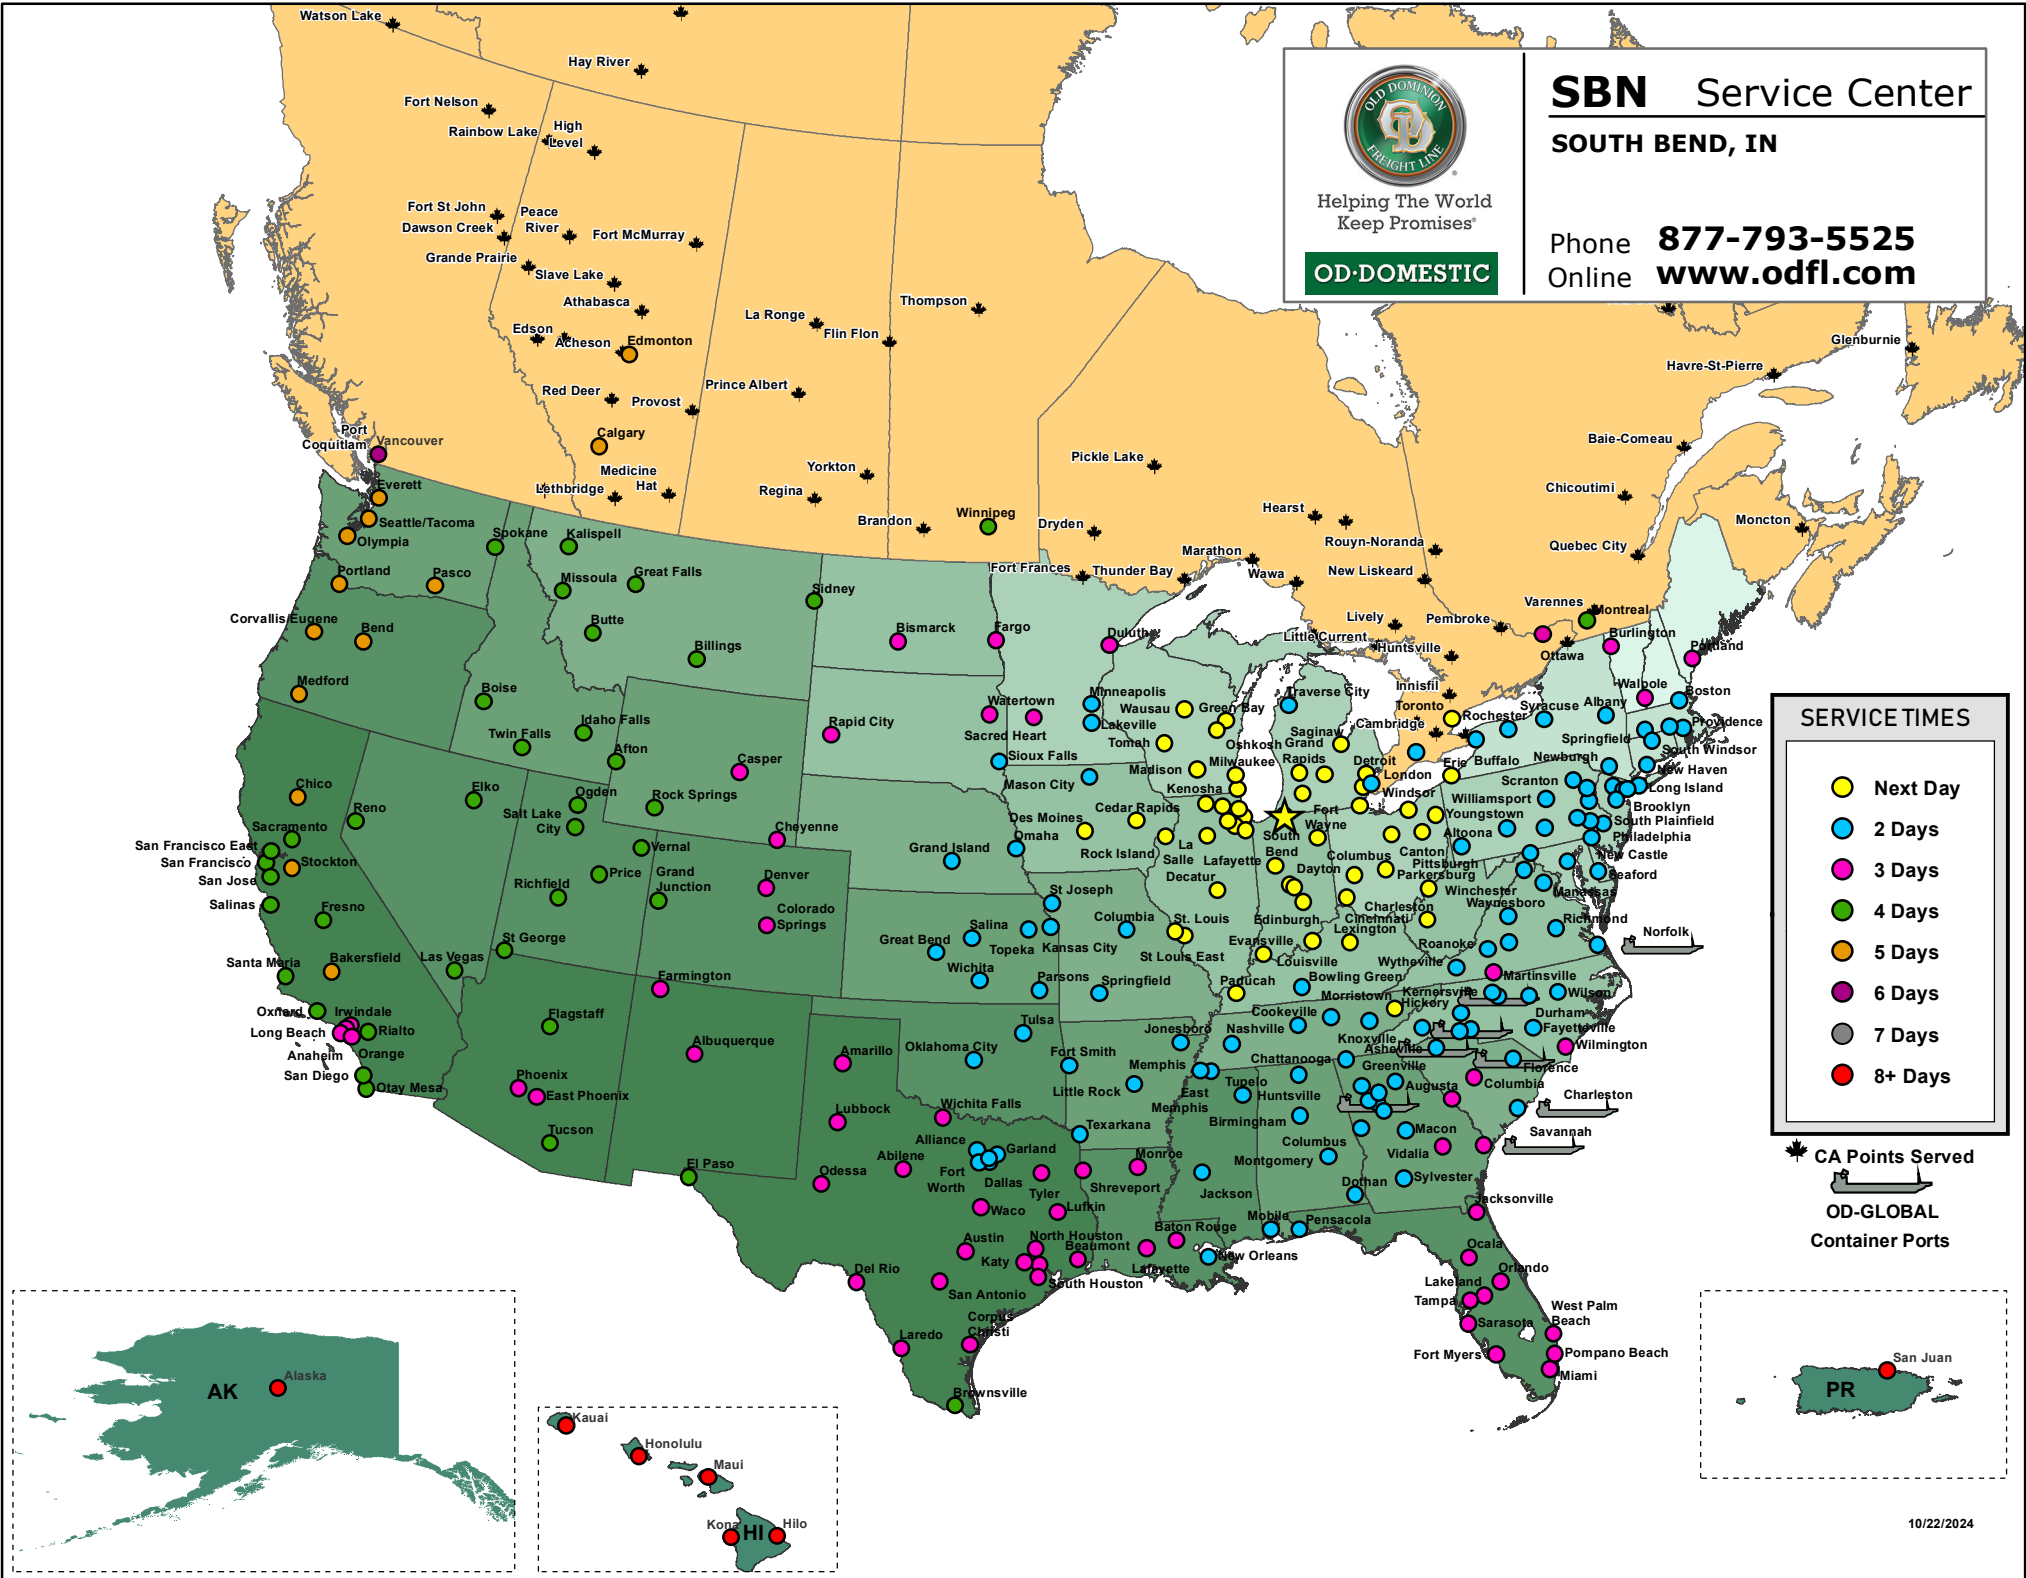 Watson Lake
Hay River
Fort Nelson
Rainbow Lake
High
Level
Fort St John
Dawson Creek
Peace
River
Fort McMurray
Grande Prairie
Slave Lake
Athabasca
Edson
Acheson
Edmonton
La Ronge
Flin Flon
Thompson
Red Deer
Provost
Prince Albert
Port
Coquitlam
Vancouver
Calgary
Medicine
Hat
Lethbridge
Yorkton
Regina
Brandon
Winnipeg
Pickle Lake
Dryden
Fort Frances
Thunder Bay
Marathon
Wawa
Hearst
Rouyn-Noranda
New Liskeard
Lively
Little Current
Pembroke
Huntsville
Innisfil
Toronto
Cambridge
Varennes
Montreal
Ottawa
Glenburnie
Havre-St-Pierre
Baie-Comeau
Chicoutimi
Quebec City
Moncton
OLD DOMINION
FREIGHT LINE
Helping The World
Keep Promises®
OD·DOMESTIC
SBN Service Center
SOUTH BEND, IN
Phone 877-793-5525
Online www.odfl.com
Everett
Seattle/Tacoma
Olympia
Spokane
Kalispell
Portland
Pasco
Missoula
Great Falls
Sidney
Corvallis/Eugene
Bend
Butte
Billings
Bismarck
Fargo
Duluth
Medford
Boise
Idaho Falls
Twin Falls
Afton
Casper
Rapid City
Watertown
Sacred Heart
Minneapolis
Lakeville
Sioux Falls
Chico
Reno
Elko
Ogden
Salt Lake
City
Rock Springs
Cheyenne
Sacramento
San Francisco East
San Francisco
Stockton
San Jose
Salinas
Fresno
Vernal
Price
Grand
Junction
Richfield
Denver
Colorado
Springs
St George
Las Vegas
Santa Maria
Bakersfield
Oxnard
Irwindale
Long Beach
Rialto
Anaheim
Orange
San Diego
Otay Mesa
Flagstaff
Farmington
Albuquerque
Phoenix
East Phoenix
Tucson
El Paso
Grand Island
Omaha
Mason City
Des Moines
Cedar Rapids
Rock Island
St Joseph
Salina
Great Bend
Topeka
Kansas City
Columbia
Wichita
Parsons
Springfield
Tulsa
Oklahoma City
Fort Smith
Little Rock
Jonesboro
Memphis
East
Memphis
Amarillo
Lubbock
Wichita Falls
Alliance
Garland
Abilene
Fort
Worth
Dallas
Odessa
Tyler
Texarkana
Shreveport
Monroe
Waco
Lufkin
Austin
North Houston
Katy
Beaumont
South Houston
Del Rio
San Antonio
Laredo
Corpus
Christi
Brownsville
Baton Rouge
Lafayette
New Orleans
Jackson
Tupelo
Huntsville
Birmingham
Columbus
Montgomery
Dothan
Mobile
Pensacola
Wausau
Green Bay
Tomah
Oshkosh
Madison
Milwaukee
Kenosha
Traverse City
Saginaw
Grand
Rapids
Detroit
London
Windsor
La
Salle
Lafayette
Decatur
South
Bend
Fort
Wayne
St. Louis
St Louis East
Edinburgh
Evansville
Paducah
Louisville
Bowling Green
Dayton
Columbus
Cincinnati
Lexington
Canton
Pittsburgh
Parkersburg
Charleston
Youngstown
Erie
Buffalo
Rochester
Syracuse
Albany
Burlington
Portland
Walpole
Boston
Providence
Springfield
South Windsor
Newburgh
New Haven
Scranton
Long Island
Williamsport
Brooklyn
South Plainfield
Altoona
Philadelphia
New Castle
Seaford
Winchester
Manassas
Waynesboro
Richmond
Norfolk
Roanoke
Wytheville
Martinsville
Kernersville
Wilson
Durham
Fayetteville
Wilmington
Morristown
Hickory
Cookeville
Nashville
Knoxville
Asheville
Chattanooga
Greenville
Florence
Columbia
Augusta
Charleston
Savannah
Macon
Vidalia
Sylvester
Jacksonville
Ocala
Orlando
Lakeland
Tampa
Sarasota
West Palm
Beach
Fort Myers
Pompano Beach
Miami
SERVICE TIMES
Next Day
2 Days
3 Days
4 Days
5 Days
6 Days
7 Days
8+ Days
CA Points Served
OD-GLOBAL
Container Ports
AK
Alaska
Kauai
Honolulu
Maui
Kona
HI
Hilo
PR
San Juan
10/22/2024